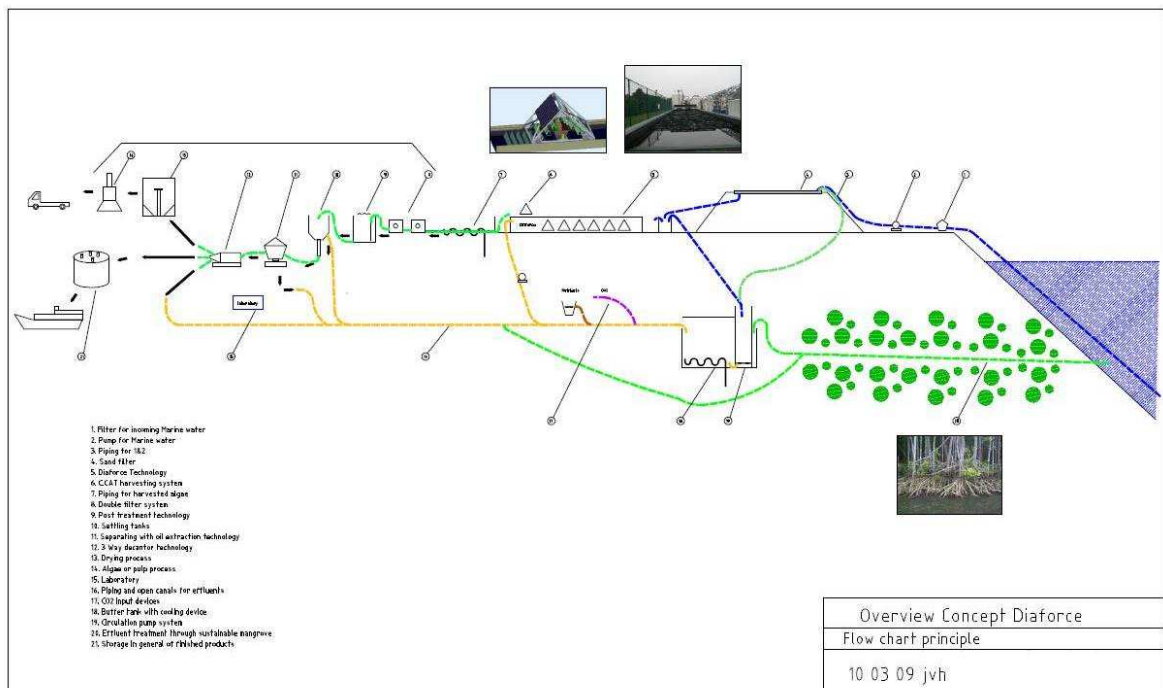 1. Filter for incoming Marine water
2. Pump for Marine water
3. Piping for 1&2
4. Sand filter
5. Diaforce Technology
6. CCAT harvesting system
7. Piping for harvested algae
8. Double filter system
9. Post treatment technology
10. Settling tanks
11. Separating with oil extraction technology
12. 3 Way decantor technology
13. Drying process
14. Algae or pulp process
15. Laboratory
16. Piping and open canals for effluents
17. CO2 input devices
18. Buffer tank with cooling device
19. Circulation pump system
20. Effluent treatment through sustainable mangrove
21. Storage in general of finished products
Overview Concept Diaforce
Flow chart principle
10 03 09 jvh